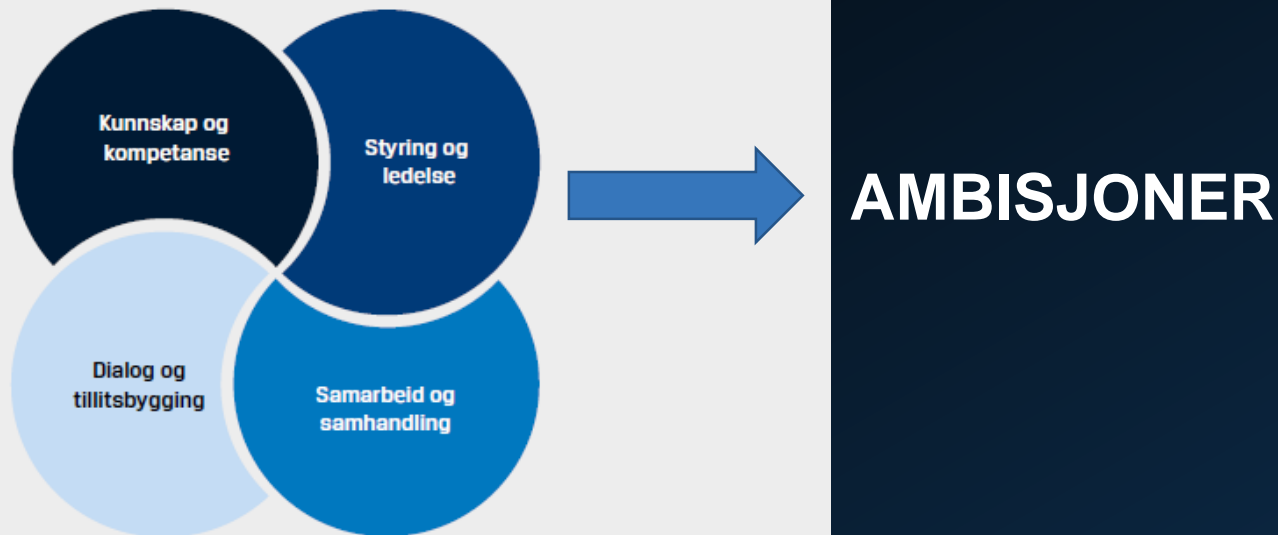 Kunnskap og
kompetanse
Styring og
ledelse
Dialog og
tillitsbygging
Samarbeid og
samhandling
AMBISJONER